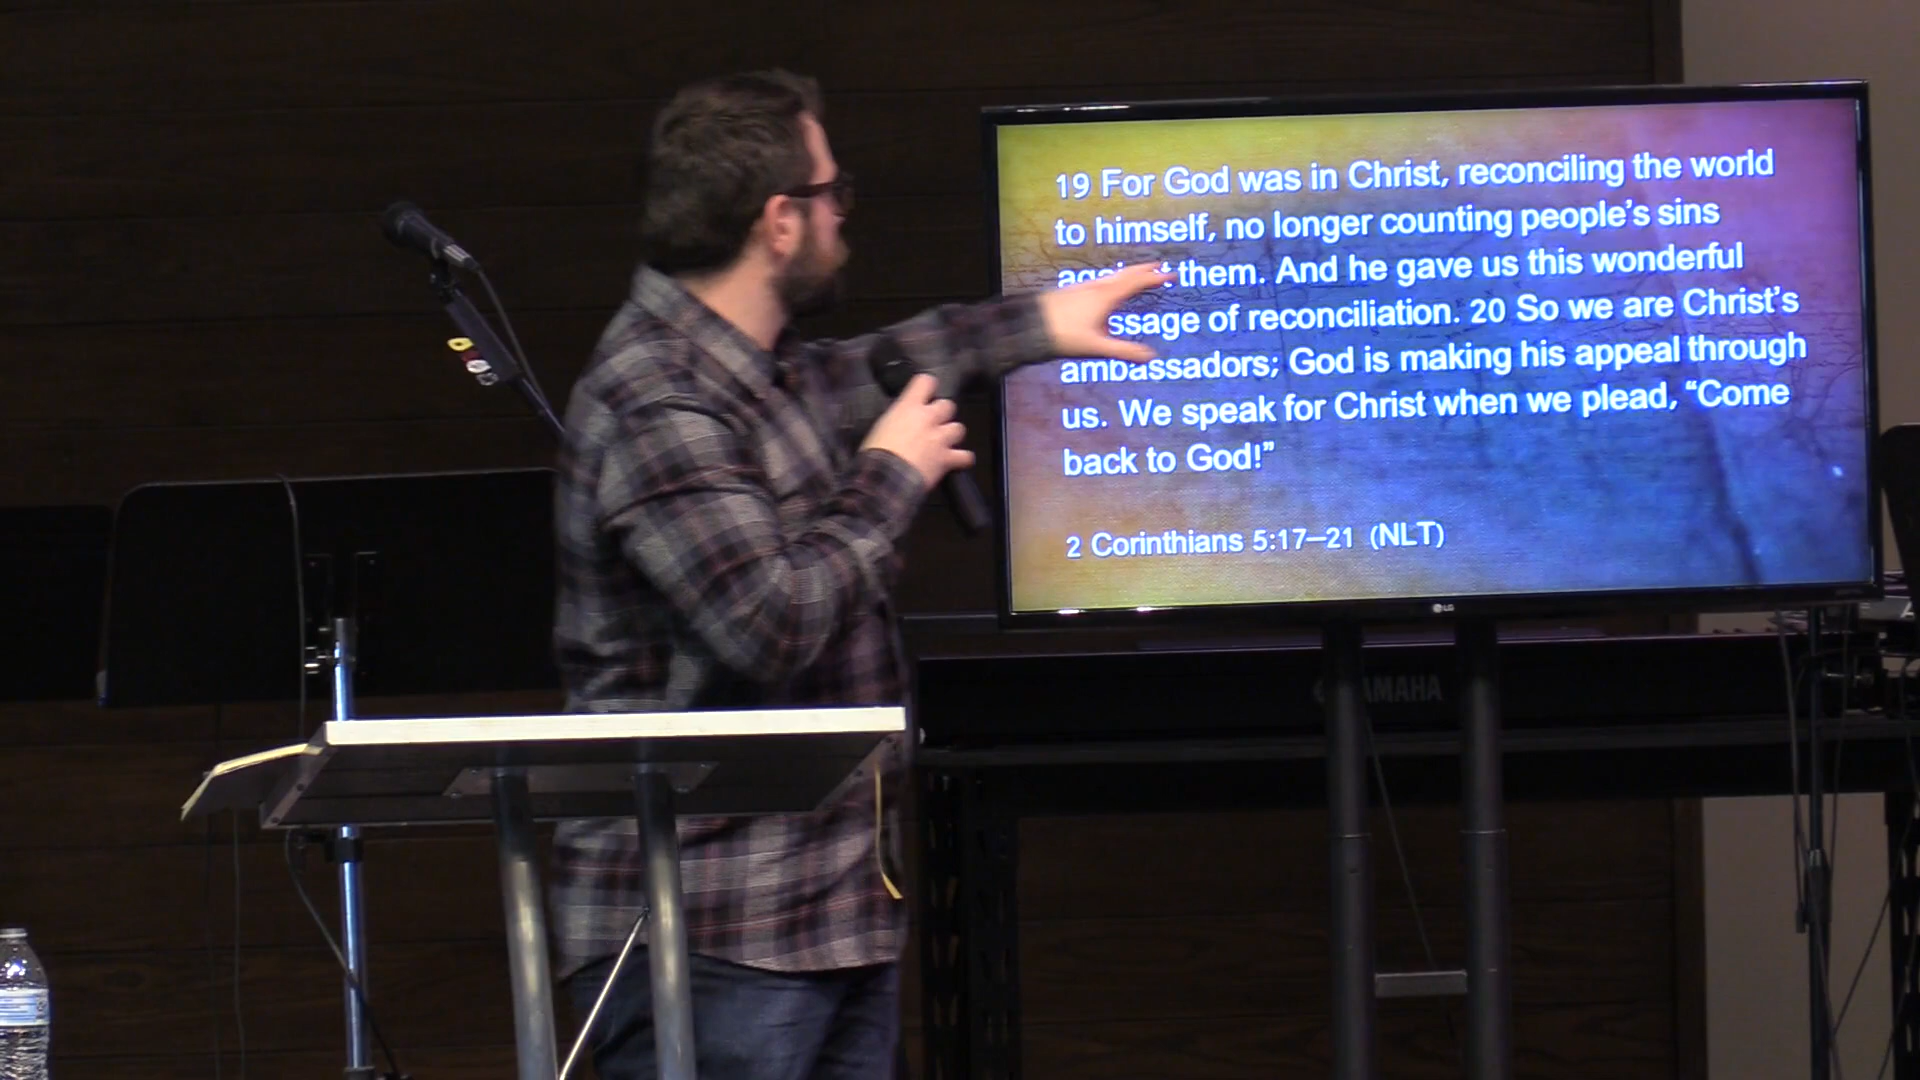 19 For God was in Christ, reconciling the world
to himself, no longer counting people's sins
them. And he gave us this wonderful
of reconciliation. 20 So we are Christ's
ambassadors; God is making his appeal through
us. We speak for Christ when we plead, “Come
back to God!”
2 Corinthians 5:17–21 (NLT)
LG
YAMAHA